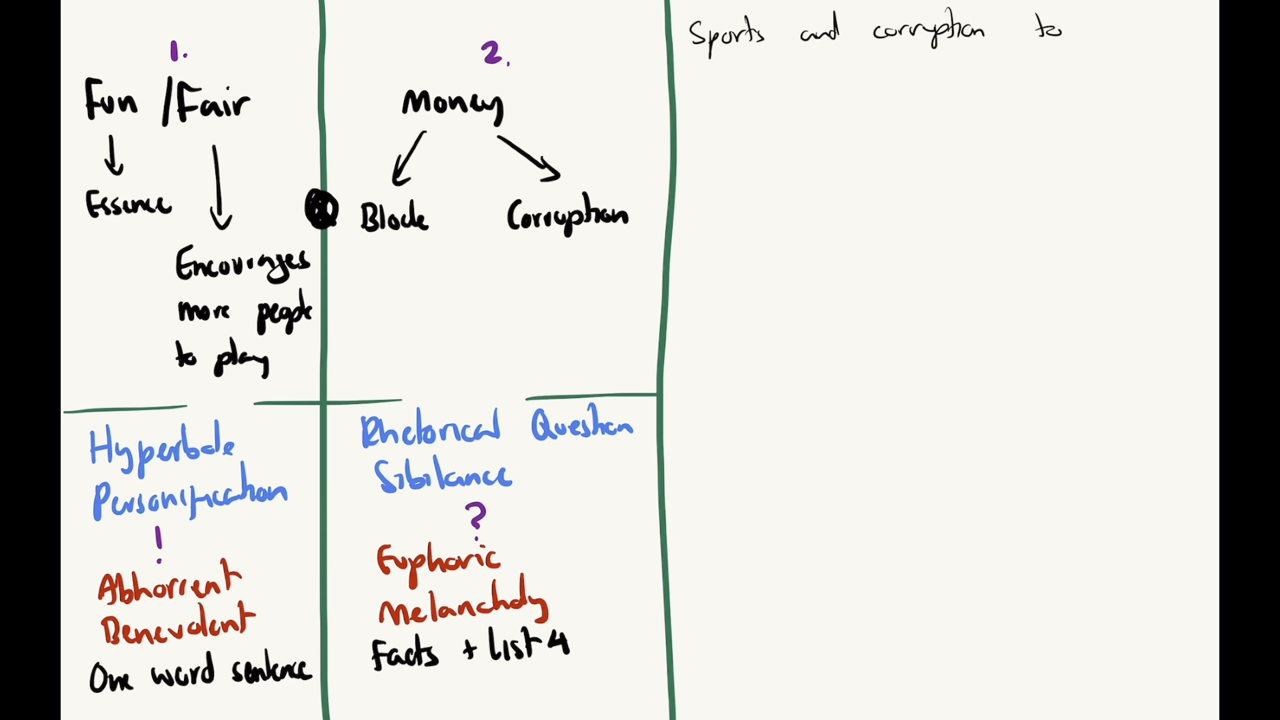 1.
Fun / Fair
Essence
Encourages
more people
to play
Hyperbole
Personification
!
Abhorrent
Benevolent
One word sentence
2.
Money
Block
Corruption
Rhetorical Question
Sibilance
?
Euphoric
Melancholy
Facts + list 4
Sports and corruption to